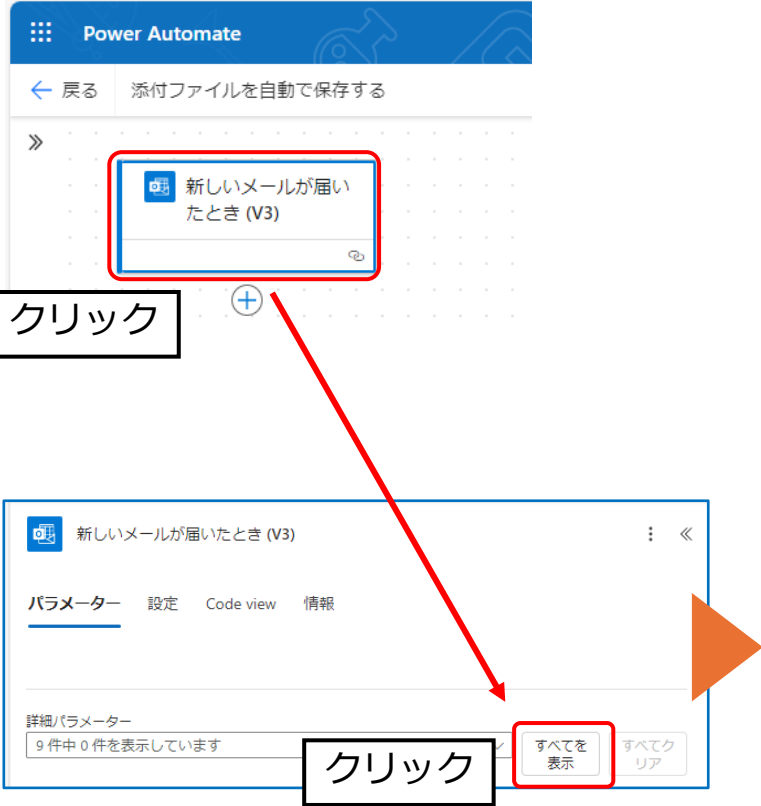 Power Automate
戻る 添付ファイルを自動で保存する
新しいメールが届い
たとき (V3)
クリック
新しいメールが届いたとき (V3)
パラメーター 設定 Code view 情報
詳細パラメーター
9 件中 0 件を表示しています
すべてを
表示
すべてク
リア
クリック